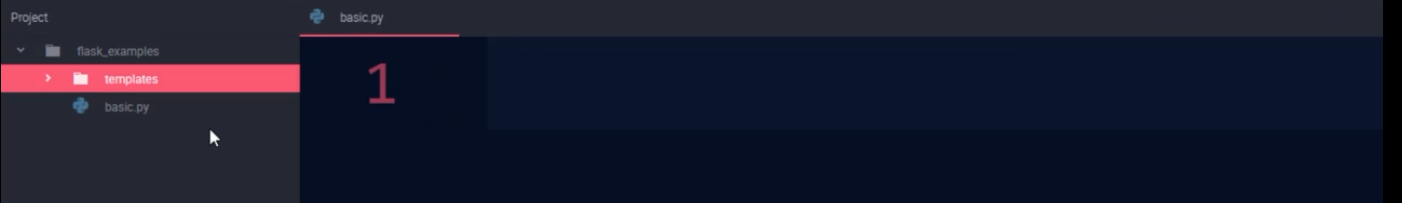 Project
flask_examples
templates
basic.py
basic.py
1